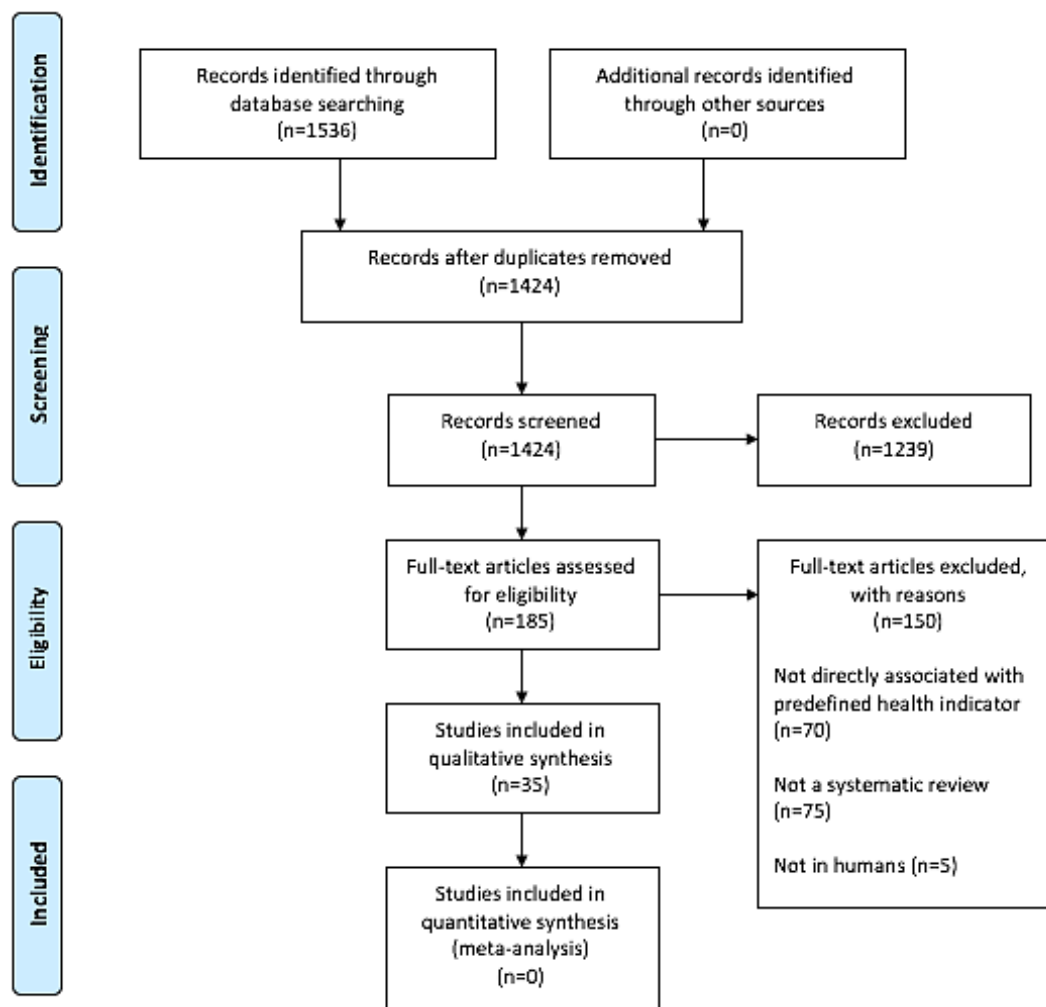 Identification
Records identified through
database searching
(n=1536)
Additional records identified
through other sources
(n=0)
Records after duplicates removed
(n=1424)
Screening
Records screened
(n=1424)
Records excluded
(n=1239)
Eligibility
Full-text articles assessed
for eligibility
(n=185)
Full-text articles excluded,
with reasons
(n=150)
Not directly associated with
predefined health indicator
(n=70)
Not a systematic review
(n=75)
Not in humans (n=5)
Studies included in
qualitative synthesis
(n=35)
Included
Studies included in
quantitative synthesis
(meta-analysis)
(n=0)